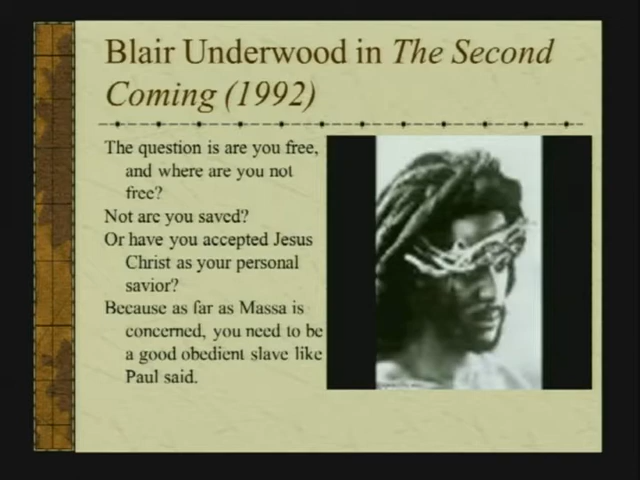 Blair Underwood in The Second
Coming (1992)
The question is are you free,
and where are you not
free?
Not are you saved?
Or have you accepted Jesus
Christ as your personal
savior?
Because as far as Massa is
concerned, you need to be
a good obedient slave like
Paul said.